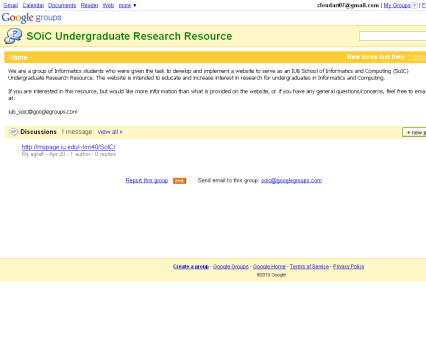 Gmail Calendar Documents Reader Web more ▼
cloudart07@gmail.com | My Groups
Google groups
SOiC Undergraduate Research Resource
Home
New since last time
We are a group of Informatics students who were given the task to develop and implement a website to serve as an IUB School of Informatics and Computing (SoIC)
Undergraduate Research Resource. The website is intended to educate and increase interest in research for undergraduates in Informatics and Computing.
If you are interested in this resource, but would like more information than what is provided on the website, or if you have any general questions/concerns, feel free to
at:
iub_soic@googlegroups.com
Discussions 1 message view all »
+ new
http://mypage.iu.edu/~km40/SoIC/
By agraft - Apr 20 - 1 author - 0 replies
Report this group XML Send email to this group: soic@googlegroups.com
Create a group - Google Groups - Google Home - Terms of Service - Privacy Policy
©2010 Google